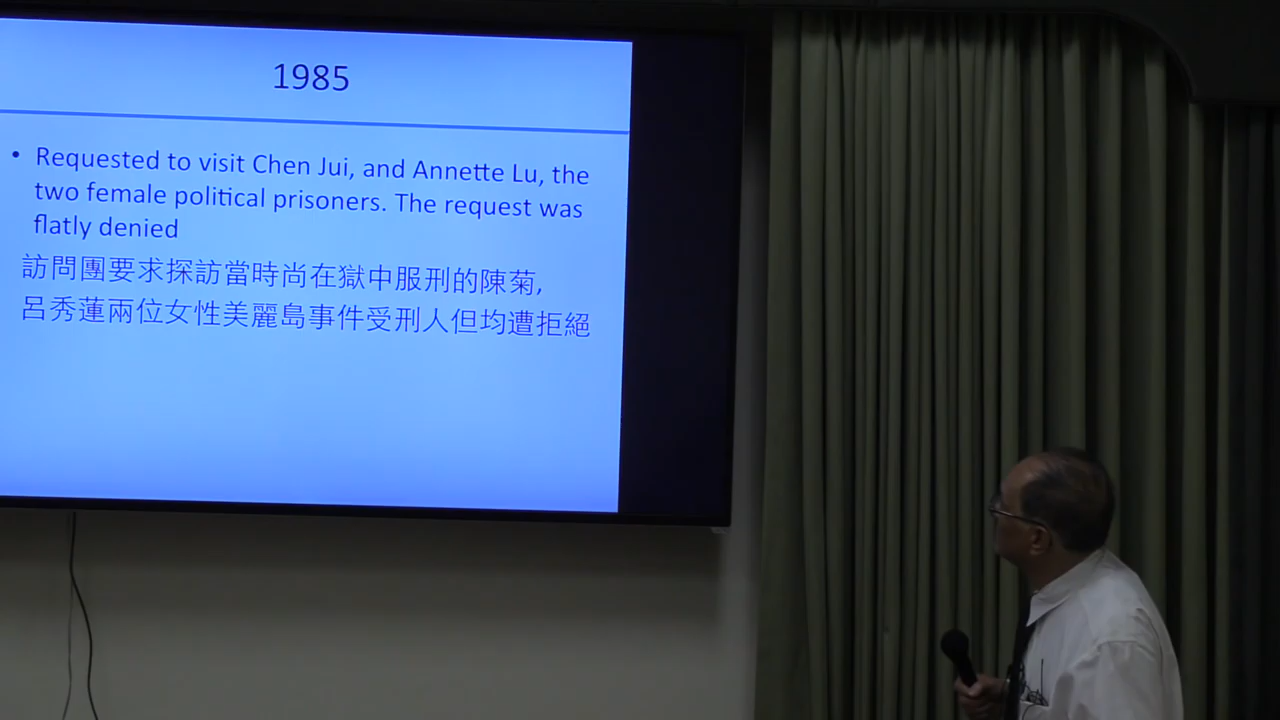 1985
• Requested to visit Chen Jui, and Annette Lu, the
two female political prisoners. The request was
flatly denied
訪問團要求探訪當時尚在獄中服刑的陳菊,
呂秀蓮兩位女性美麗島事件受刑人但均遭拒絕